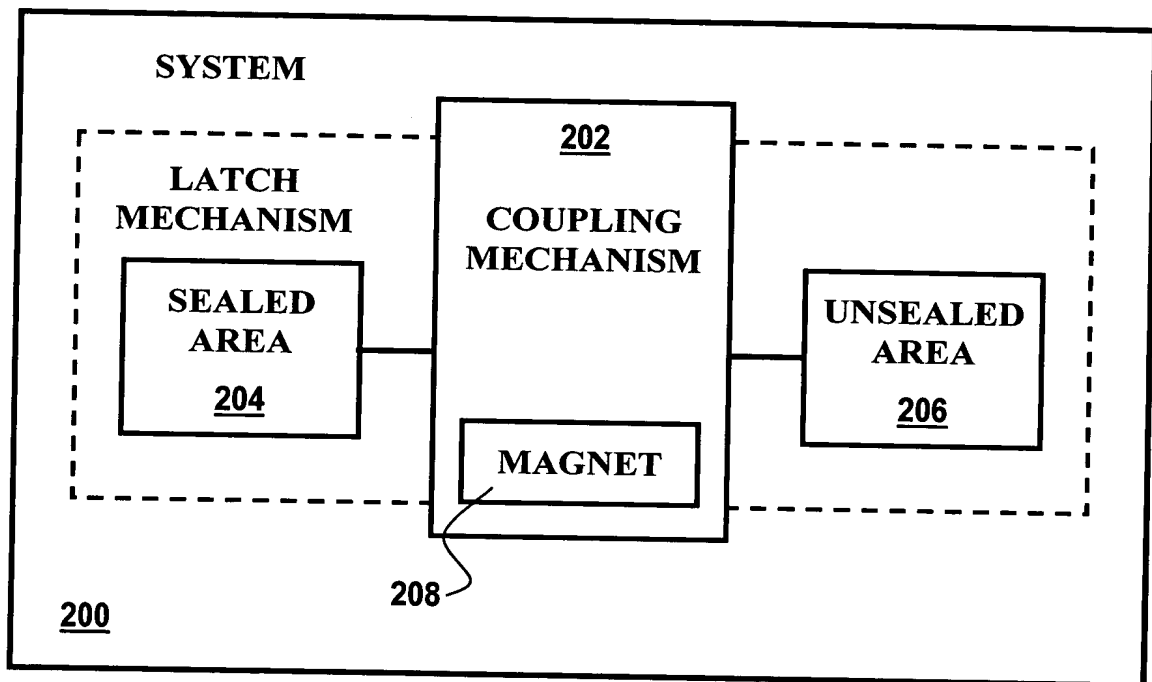 SYSTEM
202
LATCH
MECHANISM
COUPLING
MECHANISM
SEALED
AREA
204
UNSEALED
AREA
206
MAGNET
208
200